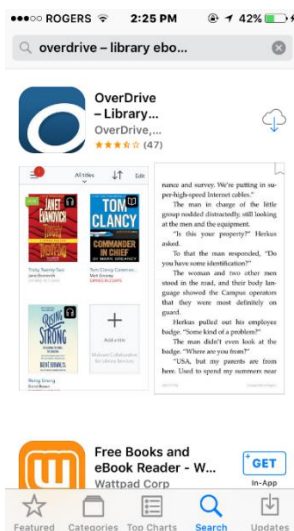 ROGERS 2:25 PM 42%
overdrive – library ebo...
OverDrive
– Library...
OverDrive,...
(47)
All titles Edit
JANET
EVANOVICH
TOM
CLANCY
COMMANDER
IN CHIEF
Tricky Twenty-Two
RISING
STRONG
Add a title
Rising Strong
nance and survey. We're putting in su-
per-high-speed Internet cables."
The man in charge of the little
group nodded distractedly, still looking
at the men and the equipment.
"Is this your property?" Herkus
asked.
To that the man responded, "Do
you have some identification?"
The woman and two other men
stood in the road, and their body lan-
guage showed the Campus operators
that they were most definitely on
guard.
Herkus pulled out his employee
badge. "Some kind of a problem?"
The man didn't even look at the
badge. "Where are you from?"
"USA, but my parents are from
here. Used to spend my summers near
Free Books and
eBook Reader - W...
Wattpad Corp
+GET
In-App
Featured Categories Top Charts Search Updates